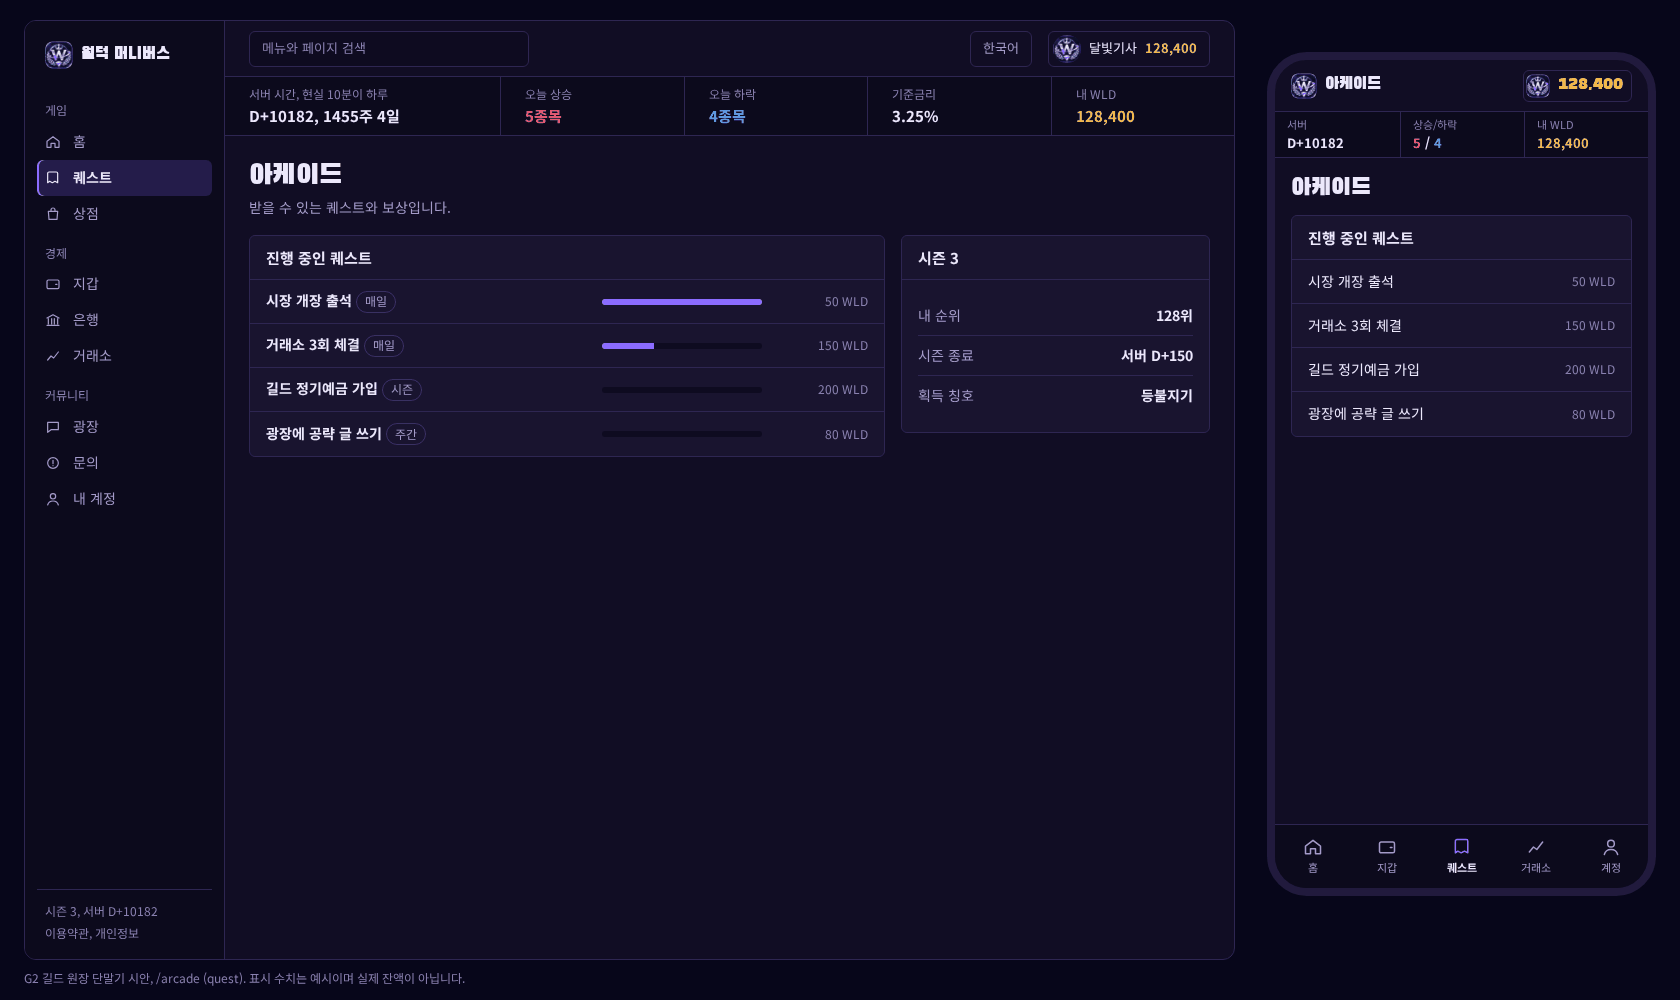 월덕 머니버스
게임
홈
퀘스트
상점
경제
지갑
은행
거래소
커뮤니티
광장
문의
내 계정
시즌 3, 서버 D+10182
이용약관, 개인정보
메뉴와 페이지 검색
한국어
달빛기사 128,400
서버 시간, 현실 10분이 하루
D+10182, 1455주 4일
오늘 상승
5종목
오늘 하락
4종목
기준금리
3.25%
내 WLD
128,400
아케이드
받을 수 있는 퀘스트와 보상입니다.
진행 중인 퀘스트
시장 개장 출석 매일 50 WLD
거래소 3회 체결 매일 150 WLD
길드 정기예금 가입 시즌 200 WLD
광장에 공략 글 쓰기 주간 80 WLD
시즌 3
내 순위 128위
시즌 종료 서버 D+150
획득 칭호 등불지기
G2 길드 원장 단말기 시안, /arcade (quest). 표시 수치는 예시이며 실제 잔액이 아닙니다.
아케이드
128,400
서버
D+10182
상승/하락
5 / 4
내 WLD
128,400
아케이드
진행 중인 퀘스트
시장 개장 출석 50 WLD
거래소 3회 체결 150 WLD
길드 정기예금 가입 200 WLD
광장에 공략 글 쓰기 80 WLD
홈
지갑
퀘스트
거래소
계정